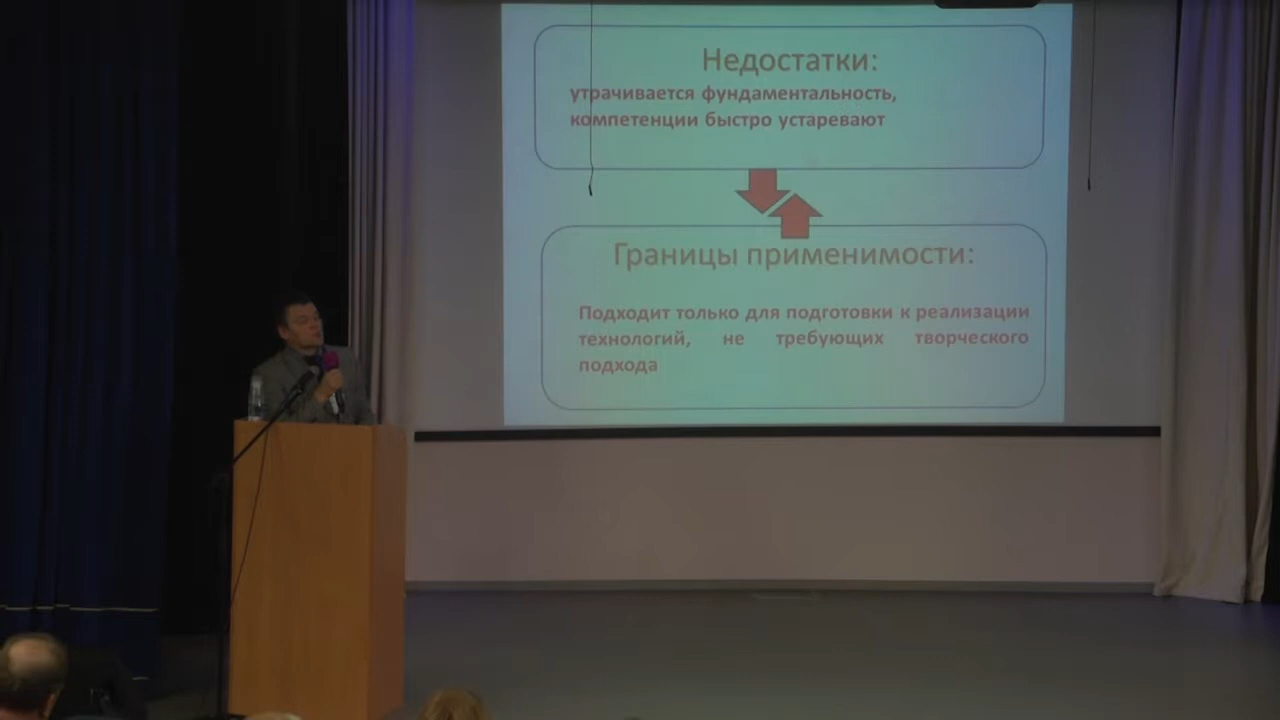 Недостатки:
утрачивается фундаментальность,
компетенции быстро устаревают
Границы применимости:
Подходит только для подготовки к реализации
технологий, не требующих творческого
подхода